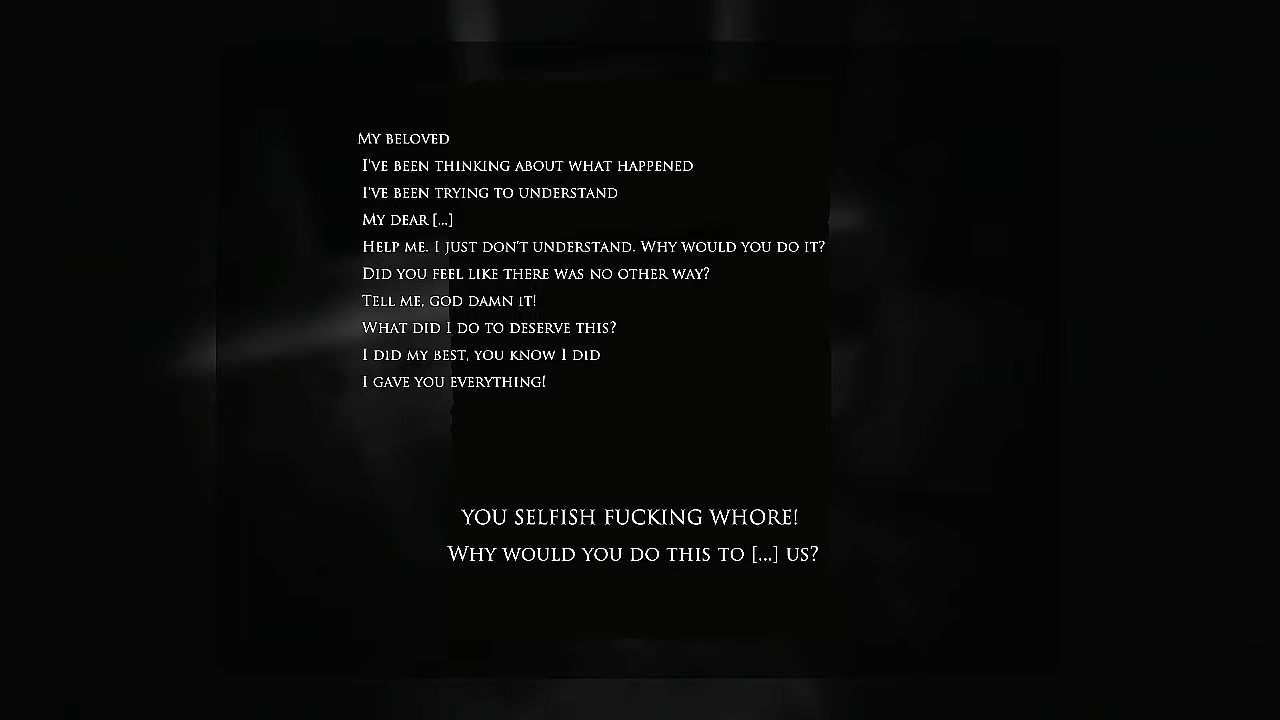 My beloved
I've been thinking about what happened
I've been trying to understand
My dear [...]
Help me. I just don't understand. Why would you do it?
Did you feel like there was no other way?
Tell me, god damn it!
What did I do to deserve this?
I did my best, you know I did
I gave you everything!
YOU SELFISH FUCKING WHORE!
Why would you do this to [...] us?